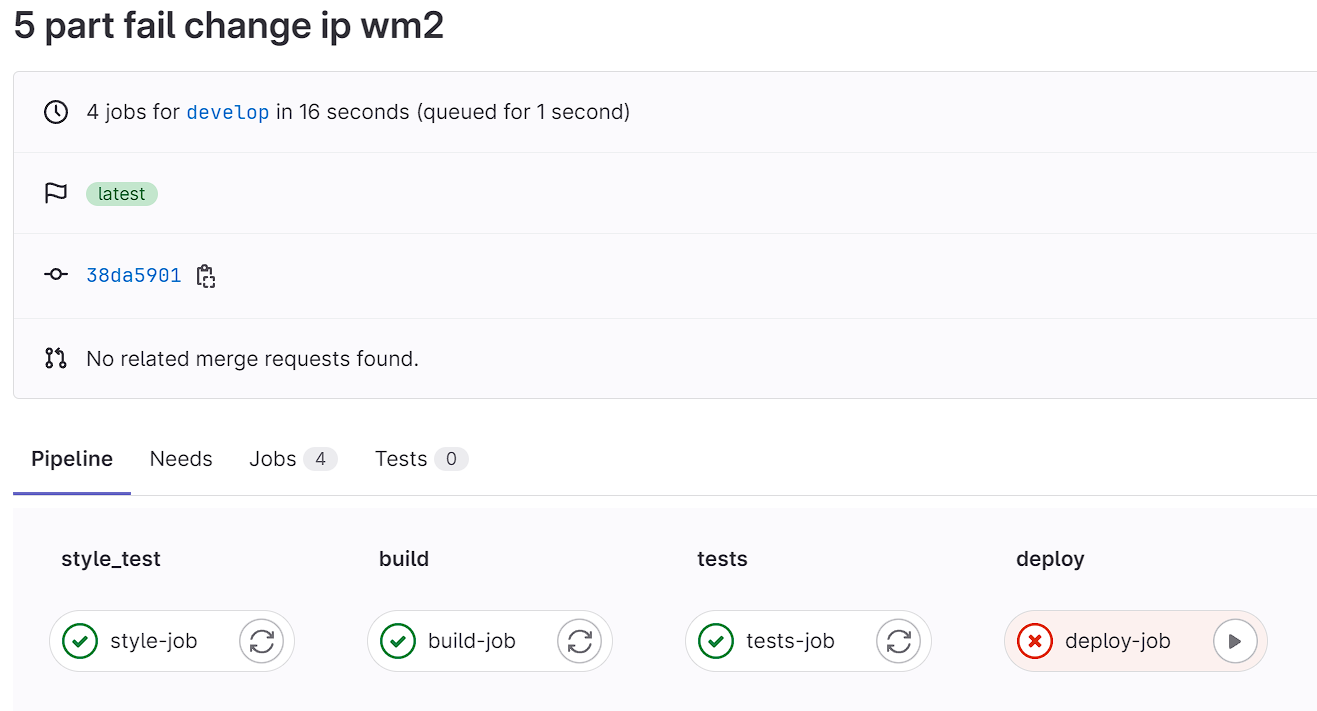 5 part fail change ip wm2
4 jobs for develop in 16 seconds (queued for 1 second)
latest
38da5901
No related merge requests found.
Pipeline Needs Jobs 4 Tests 0
style_test build tests deploy
style-job build-job tests-job deploy-job